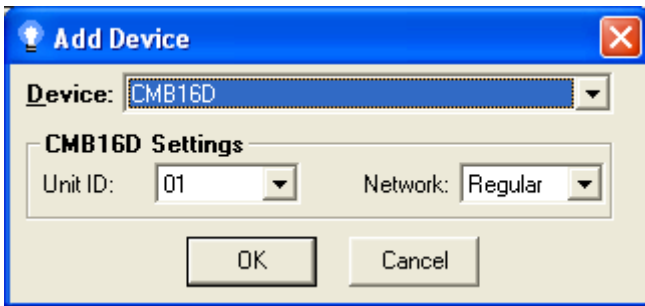 Add Device
Device: CMB16D
CMB16D Settings
Unit ID: 01 Network: Regular
OK Cancel